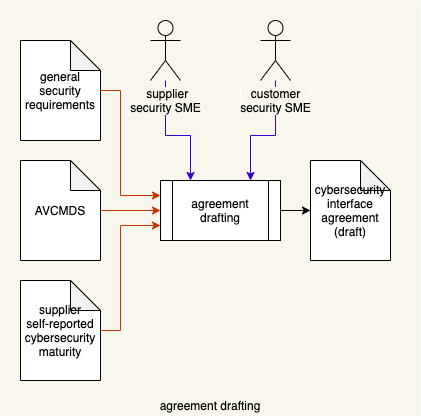 general
security
requirements
supplier
security SME
customer
security SME
AVCMDS
agreement
drafting
cybersecurity
interface
agreement
(draft)
supplier
self-reported
cybersecurity
maturity
agreement drafting